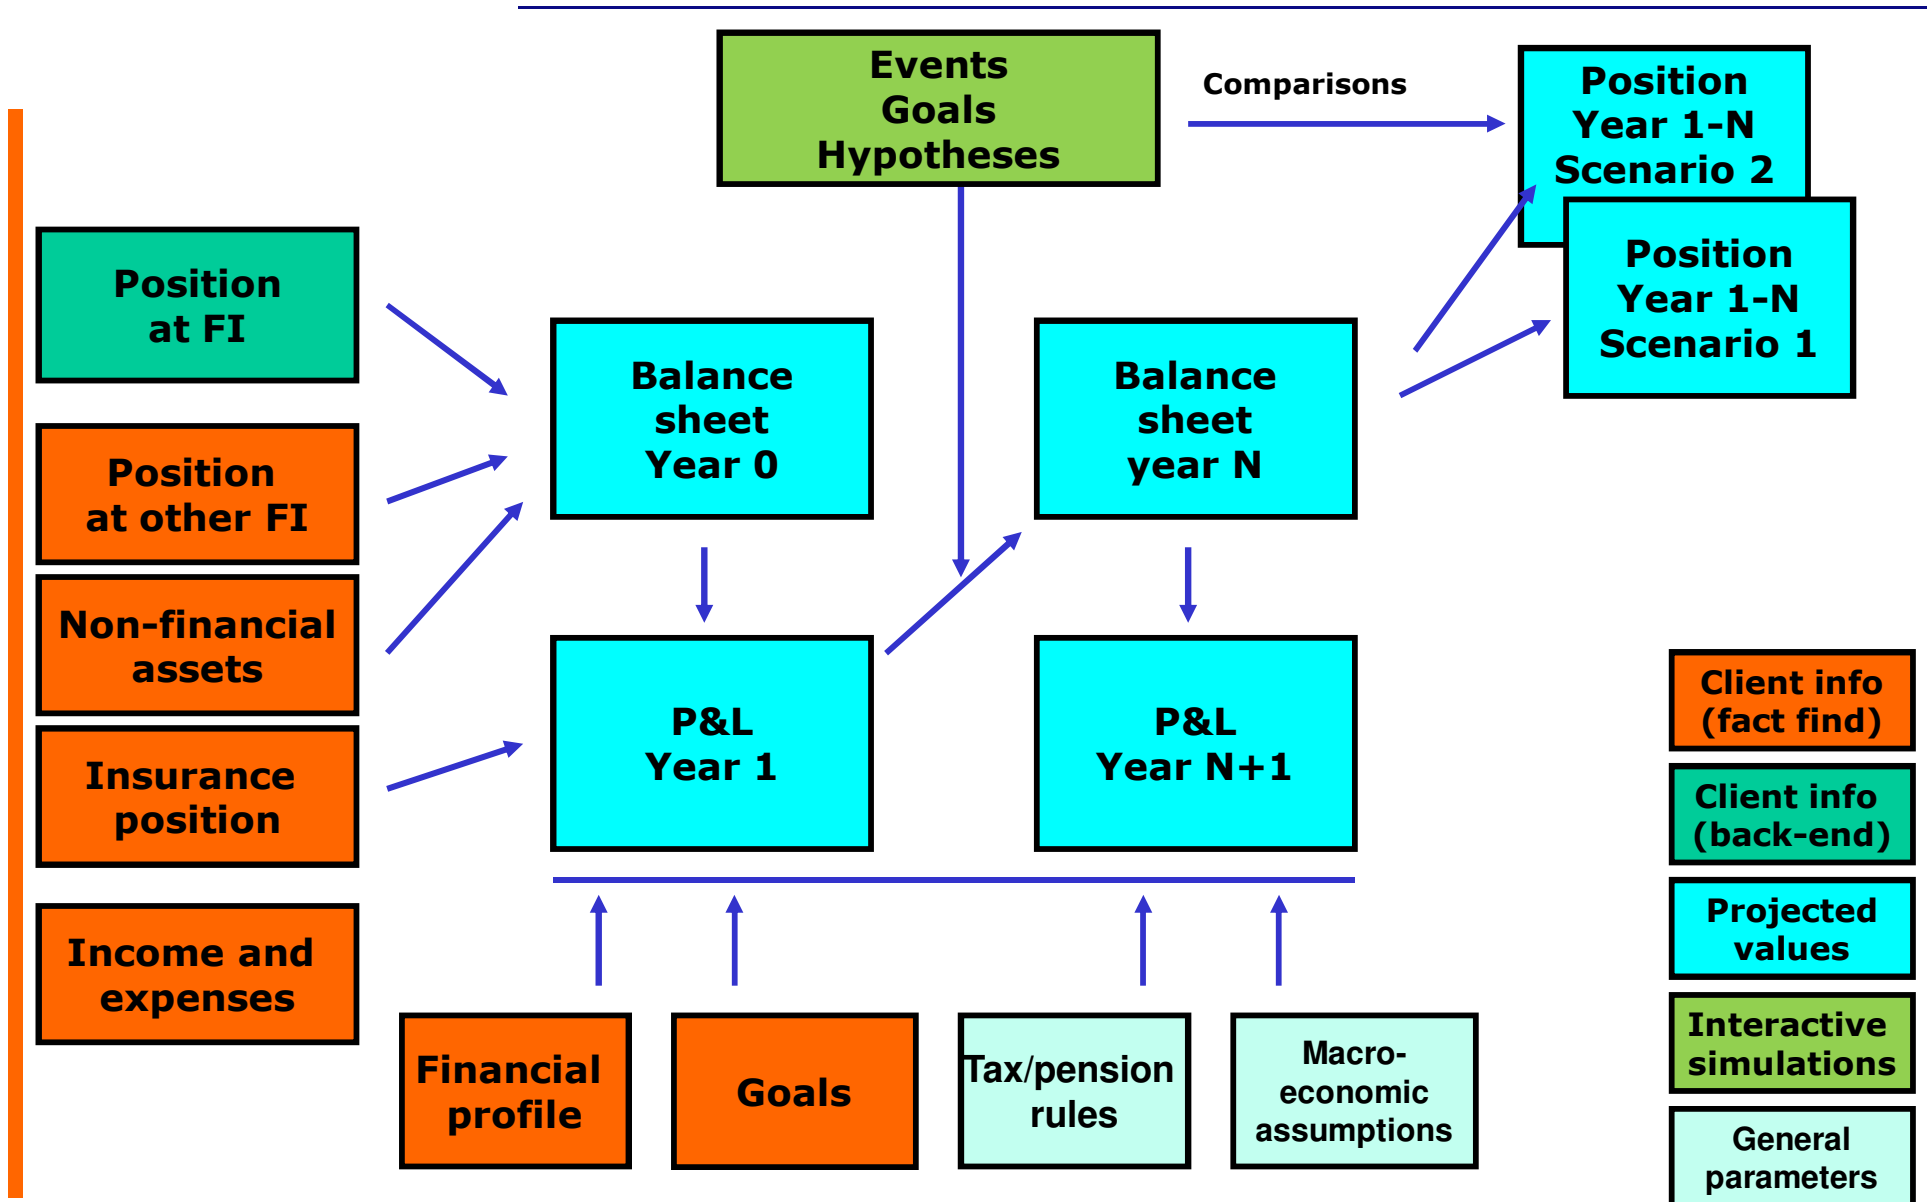 Events
Goals
Hypotheses
Comparisons
Position
Year 1-N
Scenario 2
Position
Year 1-N
Scenario 1
Position
at FI
Position
at other FI
Non-financial
assets
Insurance
position
Income and
expenses
Balance
sheet
Year 0
Balance
sheet
year N
P&L
Year 1
P&L
Year N+1
Financial
profile
Goals
Tax/pension
rules
Macro-
economic
assumptions
Client info
(fact find)
Client info
(back-end)
Projected
values
Interactive
simulations
General
parameters